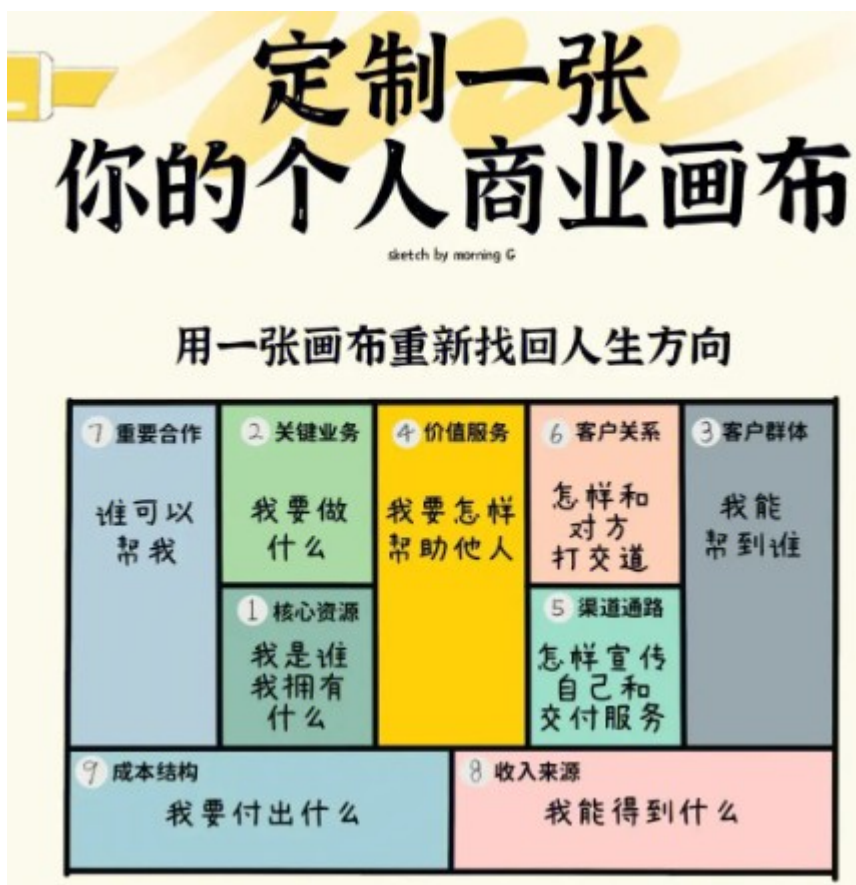 定制一张
你的个人商业画布
sketch by morning G
用一张画布重新找回人生方向
7 重要合作
谁可以
帮我
2 关键业务
我要做
什么
4 价值服务
我要怎样
帮助他人
6 客户关系
怎样和
对方
打交道
3 客户群体
我能
帮到谁
1 核心资源
我是谁
我拥有
什么
5 渠道通路
怎样宣传
自己和
交付服务
9 成本结构
我要付出什么
8 收入来源
我能得到什么